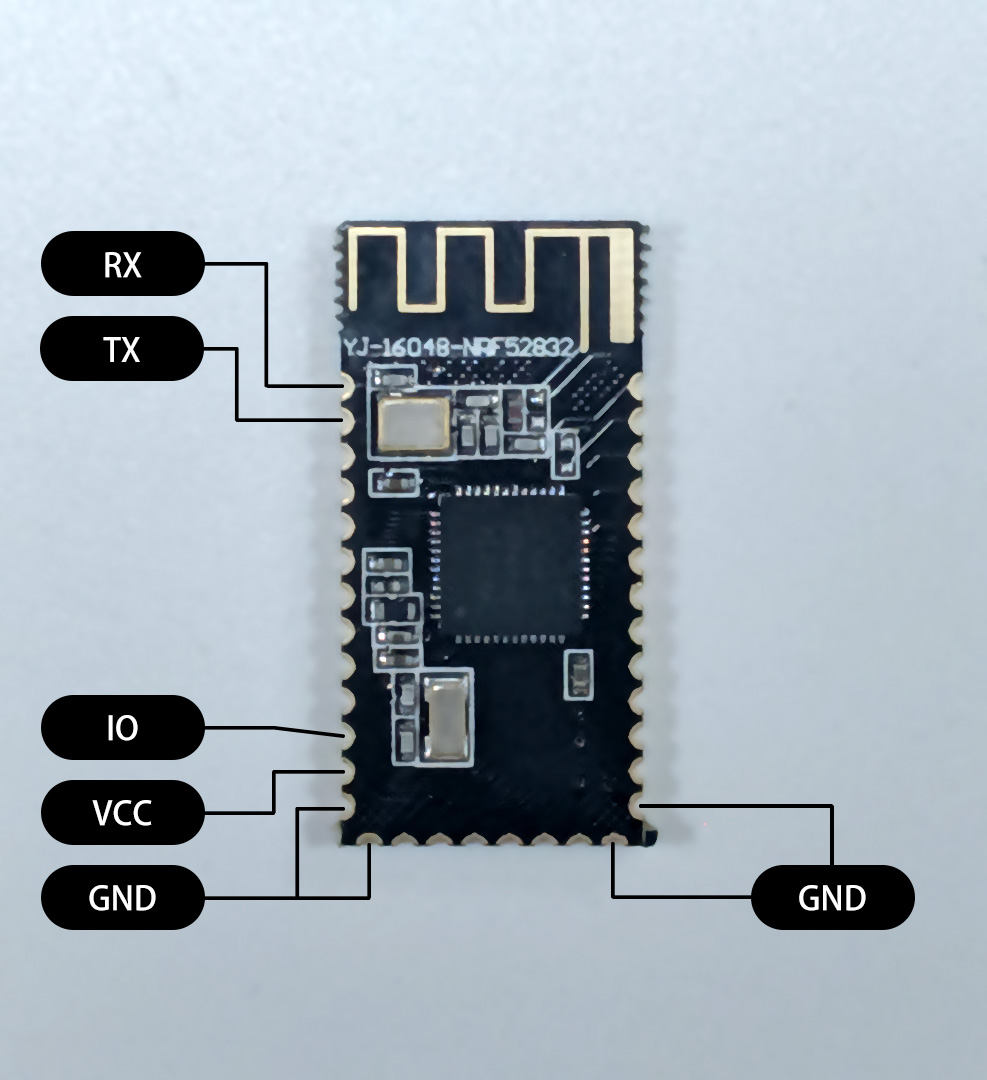 RX
TX
YJ-16048-NRF52832
IO
VCC
GND
GND